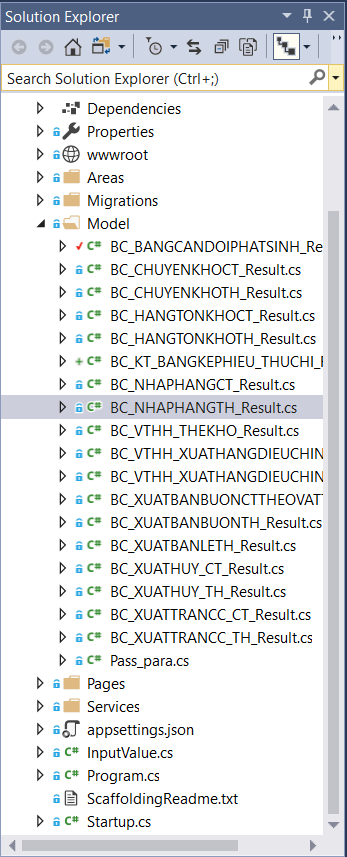 Solution Explorer
Search Solution Explorer (Ctrl+;)
Dependencies
Properties
wwwroot
Areas
Migrations
Model
C# BC_BANGCANDOIPHATSINH_Re
C# BC_CHUYENKHOCT_Result.cs
C# BC_CHUYENKHOTH_Result.cs
C# BC_HANGTONKHOCT_Result.cs
C# BC_HANGTONKHOTH_Result.cs
C# BC_KT_BANGKEPHIEU_THUCHI_
C# BC_NHAPHANGCT_Result.cs
C# BC_NHAPHANGTH_Result.cs
C# BC_VTHH_THEKHO_Result.cs
C# BC_VTHH_XUATHANGDIEUCHIN
C# BC_VTHH_XUATHANGDIEUCHIN
C# BC_XUATBANBUONCTTHEOVAT
C# BC_XUATBANBUONTH_Result.cs
C# BC_XUATBANLETH_Result.cs
C# BC_XUATHUY_CT_Result.cs
C# BC_XUATHUY_TH_Result.cs
C# BC_XUATTRANCC_CT_Result.cs
C# BC_XUATTRANCC_TH_Result.cs
C# Pass_para.cs
Pages
Services
appsettings.json
C# InputValue.cs
C# Program.cs
ScaffoldingReadme.txt
C# Startup.cs